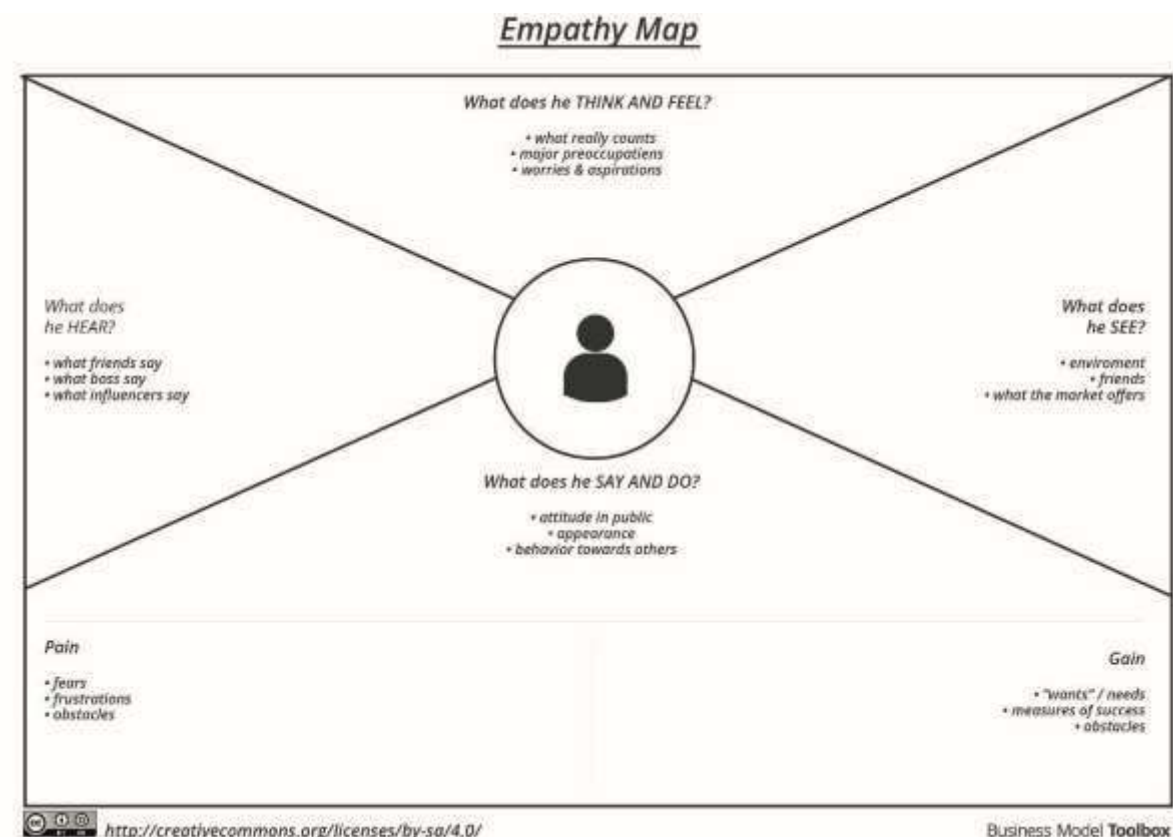 Empathy Map
What does he THINK AND FEEL?
• what really counts
• major preoccupatiens
• worries & aspirations
What does
he HEAR?
• what friends say
• what boss say
• what influencers say
What does
he SEE?
• enviroment
• friends
• what the market offers
What does he SAY AND DO?
• attitude in public
• appearance
• behavior towards others
Pain
• fears
• frustrations
• obstacles
Gain
• "wants" / needs
• measures of success
• obstacles
http://creativecommons.org/licenses/by-sa/4.0/
Business Model Toolbox